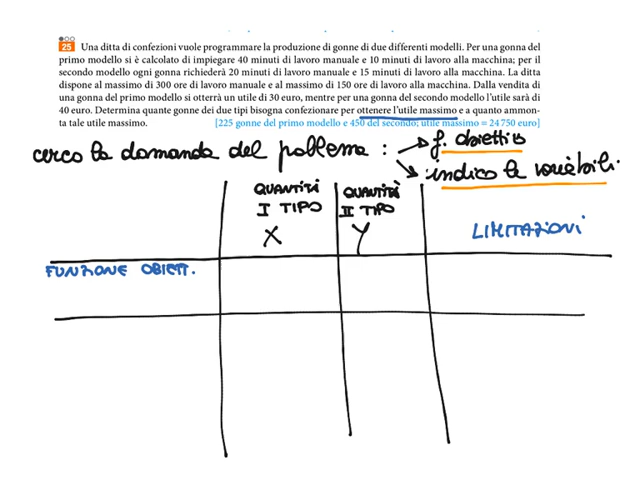 25 Una ditta di confezioni vuole programmare la produzione di gonne di due differenti modelli. Per una gonna del
primo modello si è calcolato di impiegare 40 minuti di lavoro manuale e 10 minuti di lavoro alla macchina; per il
secondo modello ogni gonna richiederà 20 minuti di lavoro manuale e 15 minuti di lavoro alla macchina. La ditta
dispone al massimo di 300 ore di lavoro manuale e al massimo di 150 ore di lavoro alla macchina. Dalla vendita di
una gonna del primo modello si otterrà un utile di 30 euro, mentre per una gonna del secondo modello l'utile sarà di
40 euro. Determina quante gonne dei due tipi bisogna confezionare per ottenere l'utile massimo e a quanto ammon-
ta tale utile massimo. [225 gonne del primo modello e 450 del secondo; utile massimo = 24 750 euro]
cerco la domanda del poblema : → f. obiettivo
→ indico le variabili.
QUANTITÀ
I TIPO
X
QUANTITÀ
II TIPO
Y
LIMITAZIONI
FUNZIONE OBIETT.